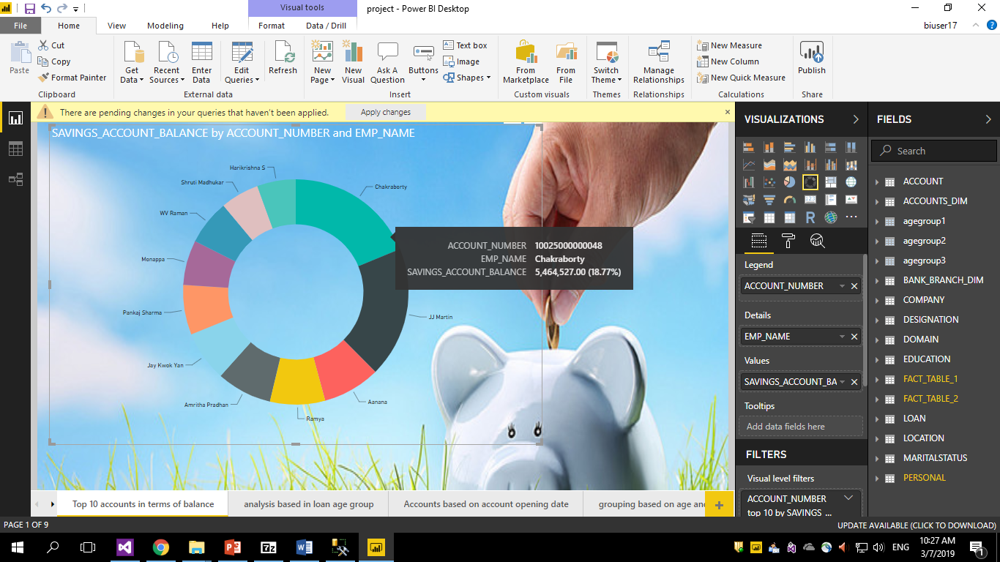 Visual tools
project - Power BI Desktop
File
Home
View
Modeling
Help
Format
Data / Drill
biuser17
Paste
Cut
Copy
Format Painter
Clipboard
Get Data
Recent Sources
Enter Data
Edit Queries
Refresh
External data
New Page
New Visual
Ask A Question
Buttons
Text box
Image
Shapes
Insert
From Marketplace
From File
Custom visuals
Switch Theme
Themes
Manage Relationships
Relationships
New Measure
New Column
New Quick Measure
Calculations
Publish
Share
There are pending changes in your queries that haven't been applied.
Apply changes
SAVINGS_ACCOUNT_BALANCE by ACCOUNT_NUMBER and EMP_NAME
Harikrishna S
Shruti Madhukar
Chakraborty
WV Raman
Monappa
Pankaj Sharma
JJ Martin
Jay Kwok Yan
Amritha Pradhan
Aanana
Ramya
ACCOUNT_NUMBER 10025000000048
EMP_NAME Chakraborty
SAVINGS_ACCOUNT_BALANCE 5,464,527.00 (18.77%)
VISUALIZATIONS
R
Legend
ACCOUNT_NUMBER
Details
EMP_NAME
Values
SAVINGS_ACCOUNT_BA
Tooltips
Add data fields here
FILTERS
Visual level filters
ACCOUNT_NUMBER
top 10 by SAVINGS_...
FIELDS
Search
ACCOUNT
ACCOUNTS_DIM
agegroup1
agegroup2
agegroup3
BANK_BRANCH_DIM
COMPANY
DESIGNATION
DOMAIN
EDUCATION
FACT_TABLE_1
FACT_TABLE_2
LOAN
LOCATION
MARITALSTATUS
PERSONAL
Top 10 accounts in terms of balance
analysis based in loan age group
Accounts based on account opening date
grouping based on age an
PAGE 1 OF 9
UPDATE AVAILABLE (CLICK TO DOWNLOAD)
7z
ENG
10:27 AM
3/7/2019
1